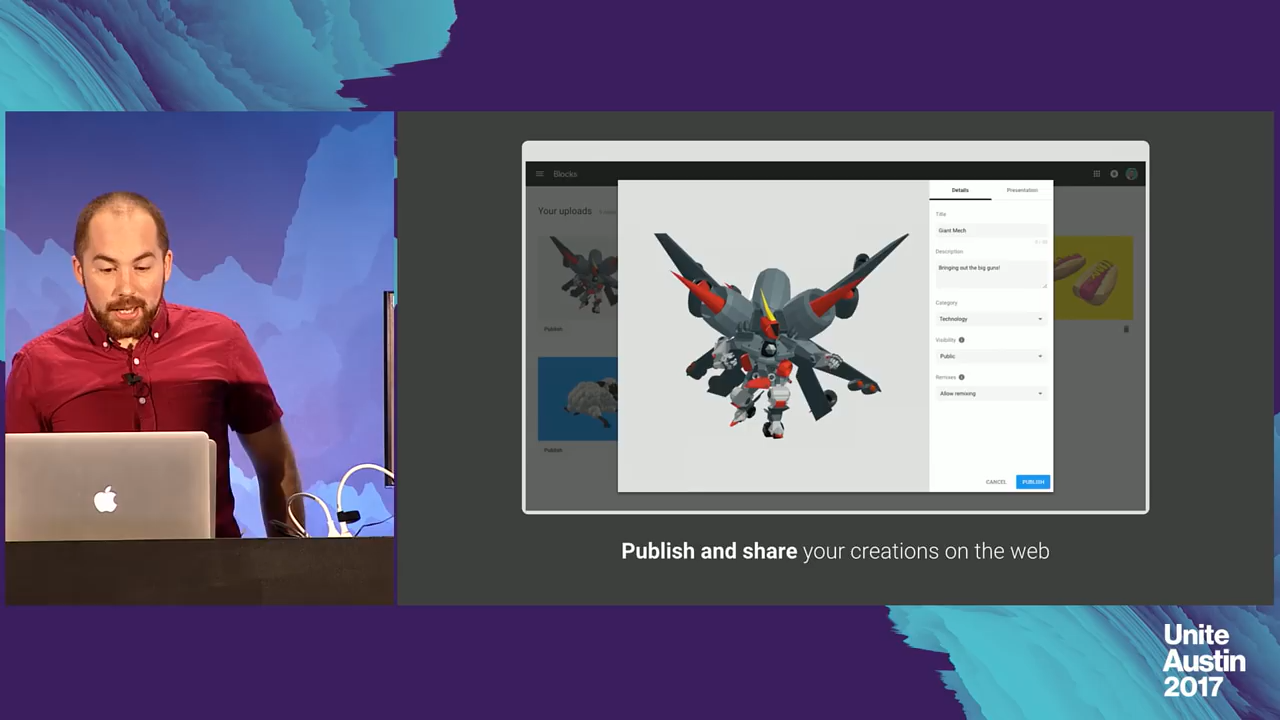 Blocks
Your uploads
Publish
Publish
Details
Presentation
Title
Giant Mech
Description
Bringing out the big guns!
Category
Technology
Visibility
Public
Remixes
Allow remixing
CANCEL
PUBLISH
Publish and share your creations on the web
Unite
Austin
2017